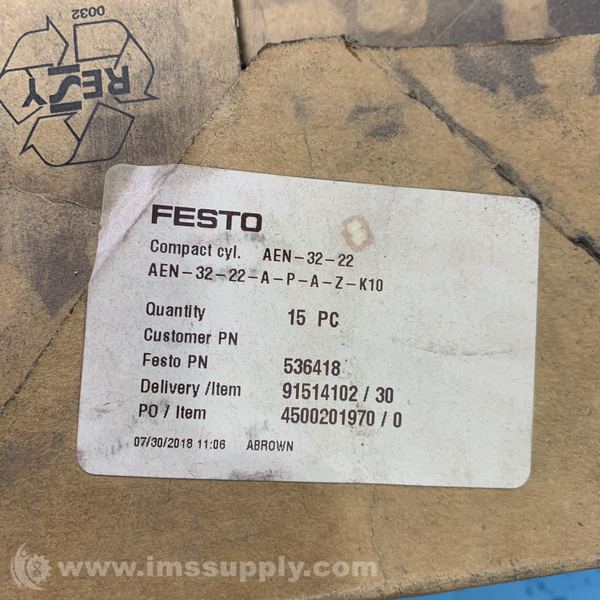 0032
RESY
FESTO
Compact cyl. AEN-32-22
AEN-32-22-A-P-A-Z-K10
Quantity 15 PC
Customer PN
Festo PN 536418
Delivery /Item 91514102 / 30
PO / Item 4500201970 / 0
07/30/2018 11:06 ABROWN
www.imssupply.com